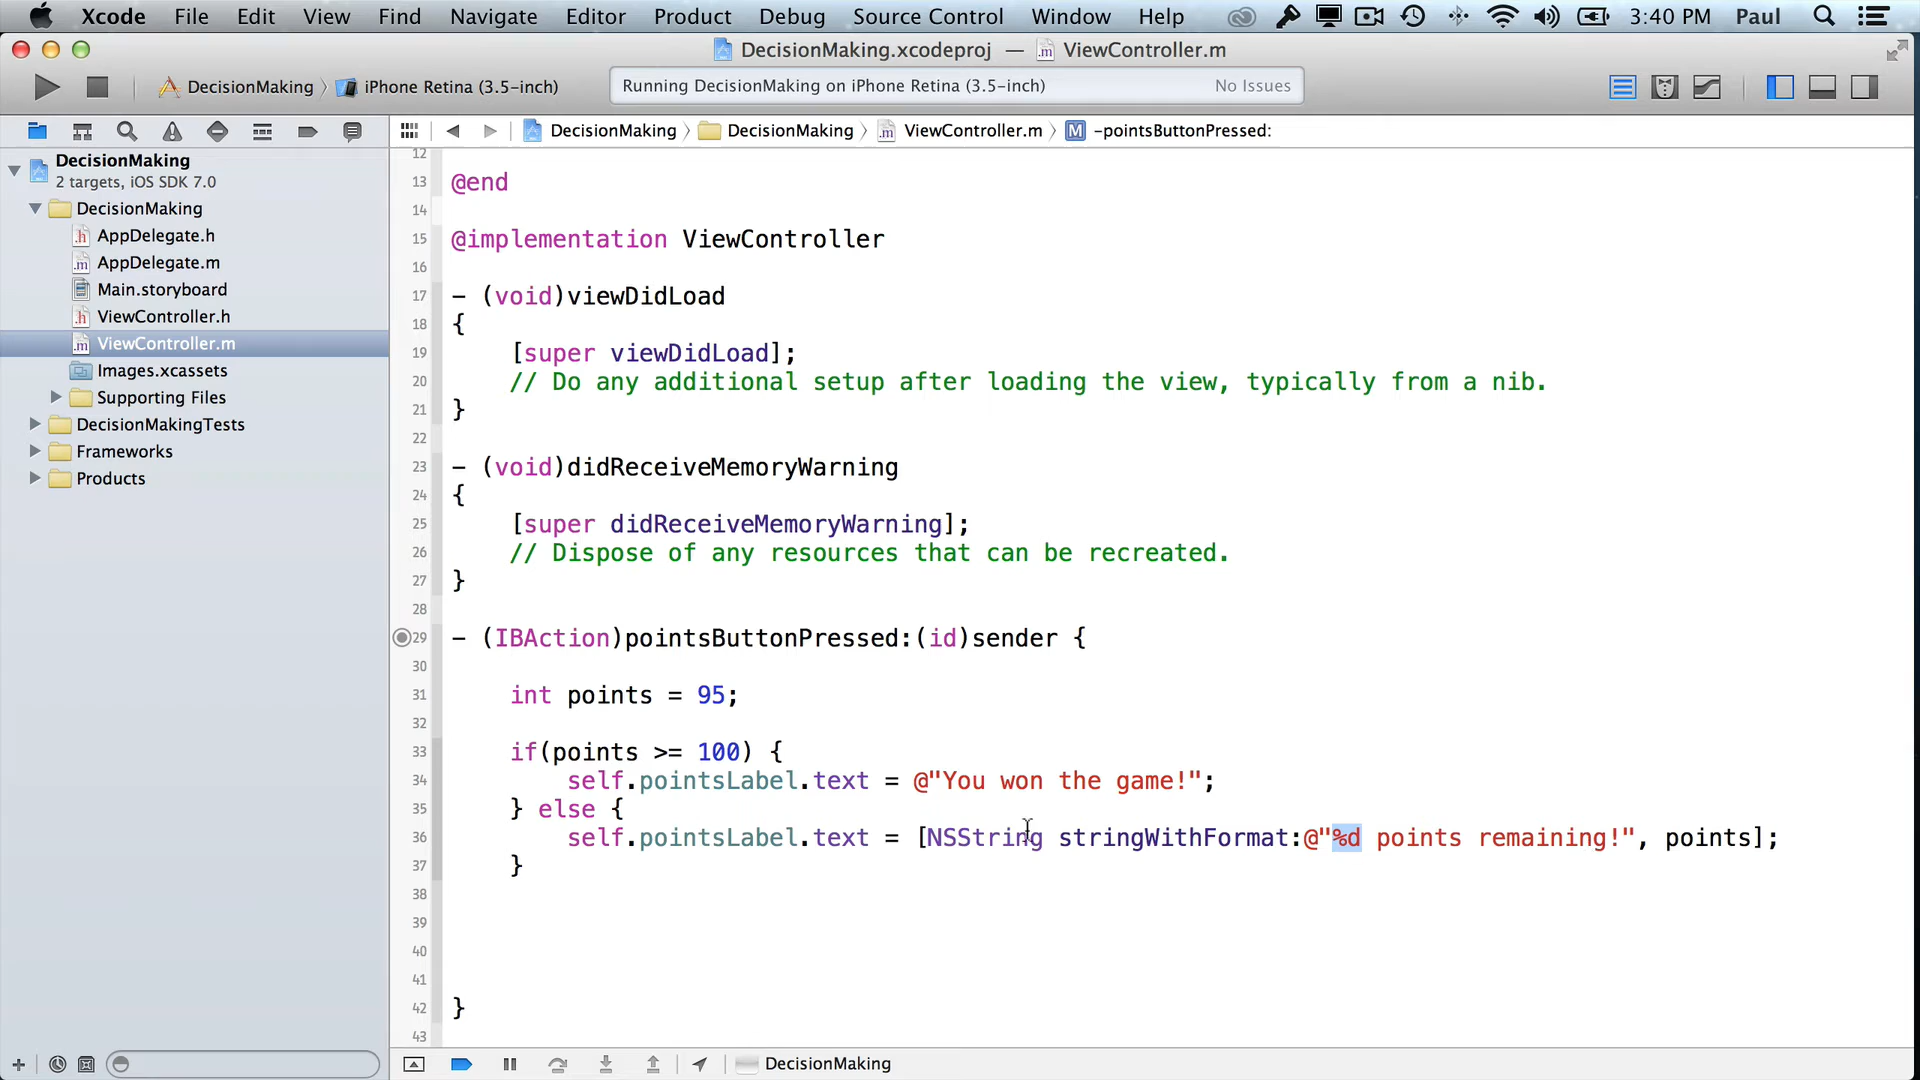 Xcode File Edit View Find Navigate Editor Product Debug Source Control Window Help 3:40 PM Paul
DecisionMaking.xcodeproj — ViewController.m
DecisionMaking iPhone Retina (3.5-inch) Running DecisionMaking on iPhone Retina (3.5-inch) No Issues
DecisionMaking DecisionMaking ViewController.m M -pointsButtonPressed:
DecisionMaking
2 targets, iOS SDK 7.0
DecisionMaking
AppDelegate.h
AppDelegate.m
Main.storyboard
ViewController.h
ViewController.m
Images.xcassets
Supporting Files
DecisionMakingTests
Frameworks
Products
12
13 @end
14
15 @implementation ViewController
16
17 - (void)viewDidLoad
18 {
19 [super viewDidLoad];
20 // Do any additional setup after loading the view, typically from a nib.
21 }
22
23 - (void)didReceiveMemoryWarning
24 {
25 [super didReceiveMemoryWarning];
26 // Dispose of any resources that can be recreated.
27 }
28
29 - (IBAction)pointsButtonPressed:(id)sender {
30
31 int points = 95;
32
33 if(points >= 100) {
34 self.pointsLabel.text = @"You won the game!";
35 } else {
36 self.pointsLabel.text = [NSString stringWithFormat:@"%d points remaining!", points];
37 }
38
39
40
41
42 }
43
DecisionMaking